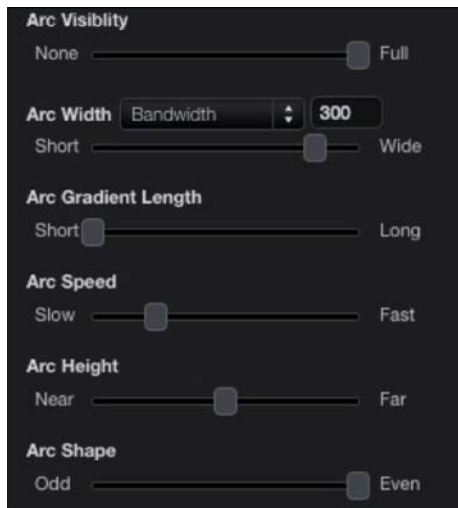 Arc Visiblity
None Full
Arc Width Bandwidth 300
Short Wide
Arc Gradient Length
Short Long
Arc Speed
Slow Fast
Arc Height
Near Far
Arc Shape
Odd Even